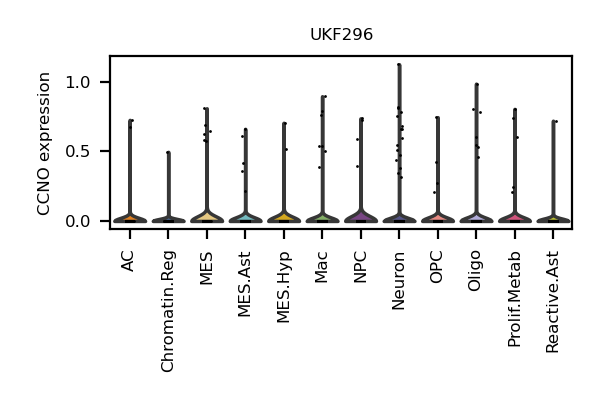 UKF296
CCNO expression
1.0
0.5
0.0
AC
Chromatin.Reg
MES
MES.Ast
MES.Hyp
Mac
NPC
Neuron
OPC
Oligo
Prolif.Metab
Reactive.Ast